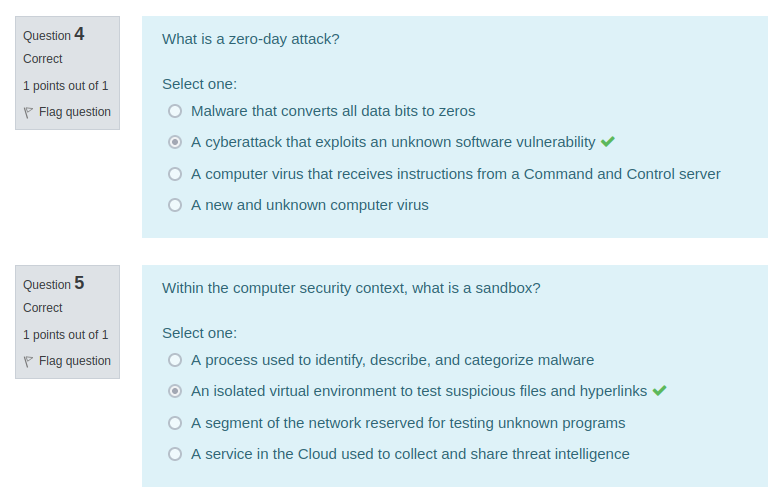 Question 4
Correct
1 points out of 1
Flag question
What is a zero-day attack?
Select one:
Malware that converts all data bits to zeros
A cyberattack that exploits an unknown software vulnerability
A computer virus that receives instructions from a Command and Control server
A new and unknown computer virus
Question 5
Correct
1 points out of 1
Flag question
Within the computer security context, what is a sandbox?
Select one:
A process used to identify, describe, and categorize malware
An isolated virtual environment to test suspicious files and hyperlinks
A segment of the network reserved for testing unknown programs
A service in the Cloud used to collect and share threat intelligence